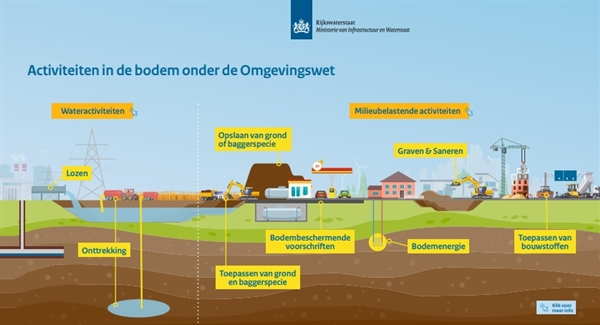 Rijkswaterstaat
Ministerie van Infrastructuur en Waterstaat
Activiteiten in de bodem onder de Omgevingswet
Wateractiviteiten
Milieubelastende activiteiten
Opslaan van grond
of baggerspecie
Graven & Saneren
Lozen
Onttrekking
Bodembeschermende
voorschriften
Bodemenergie
Toepassen van
bouwstoffen
Toepassen van grond
en baggerspecie
Klik voor
meer info